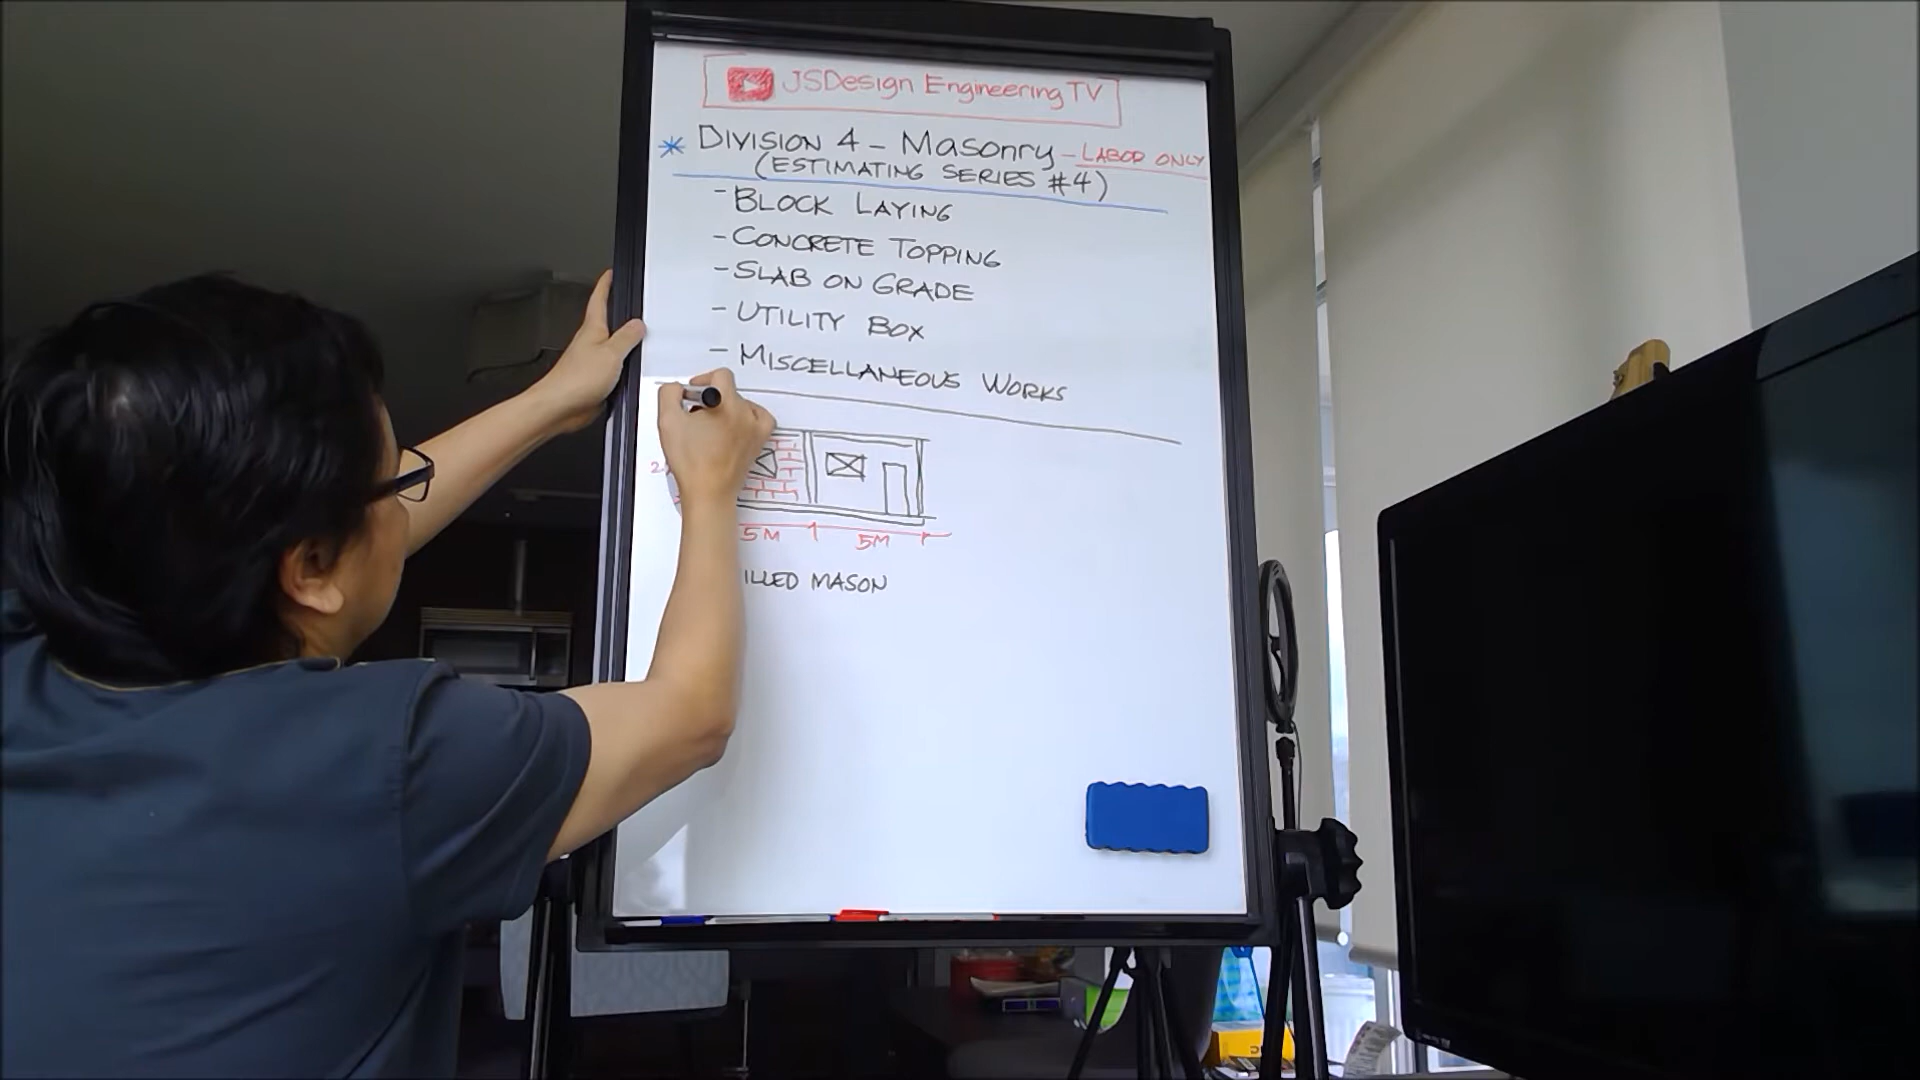 JSDesign Engineering TV
* DIVISION 4 - Masonry - LABOR ONLY
(ESTIMATING SERIES #4)
- BLOCK LAYING
- CONCRETE TOPPING
- SLAB ON GRADE
- UTILITY BOX
- MISCELLANEOUS WORKS
5M 5M
ILLED MASON